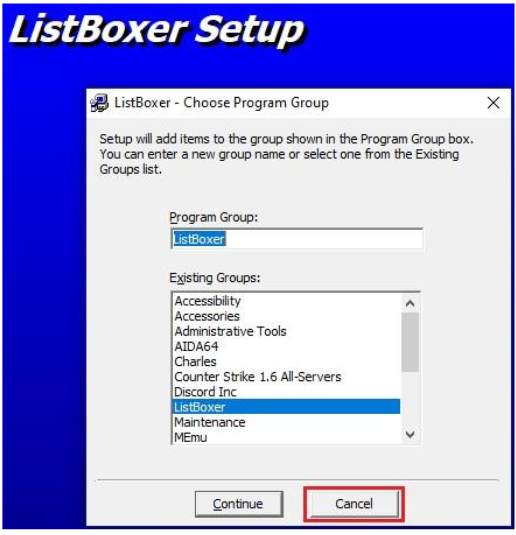 ListBoxer Setup
ListBoxer - Choose Program Group
Setup will add items to the group shown in the Program Group box.
You can enter a new group name or select one from the Existing
Groups list.
Program Group:
ListBoxer
Existing Groups:
Accessibility
Accessories
Administrative Tools
AIDA64
Charles
Counter Strike 1.6 All-Servers
Discord Inc
ListBoxer
Maintenance
MEmu
Continue
Cancel